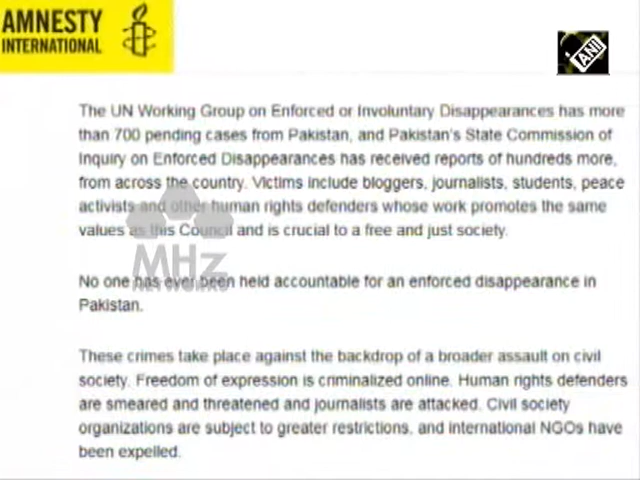 AMNESTY
INTERNATIONAL
ANI
The UN Working Group on Enforced or Involuntary Disappearances has more
than 700 pending cases from Pakistan, and Pakistan's State Commission of
Inquiry on Enforced Disappearances has received reports of hundreds more,
from across the country. Victims include bloggers, journalists, students, peace
activists and other human rights defenders whose work promotes the same
values as this Council and is crucial to a free and just society.
MHz
NETWORKS
No one has ever been held accountable for an enforced disappearance in
Pakistan.
These crimes take place against the backdrop of a broader assault on civil
society. Freedom of expression is criminalized online. Human rights defenders
are smeared and threatened and journalists are attacked. Civil society
organizations are subject to greater restrictions, and international NGOs have
been expelled.